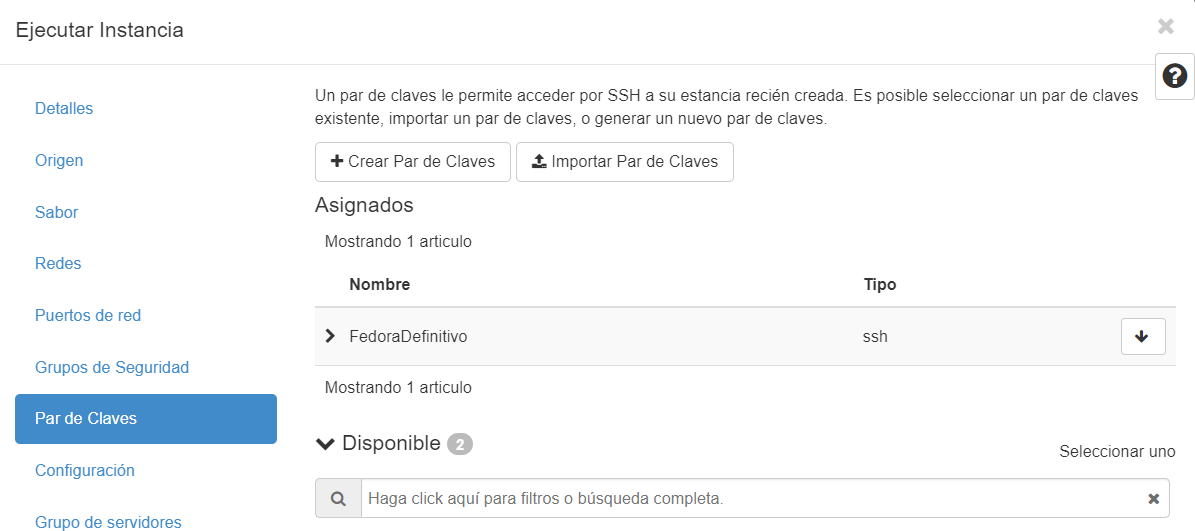 Ejecutar Instancia
Detalles
Origen
Sabor
Redes
Puertos de red
Grupos de Seguridad
Par de Claves
Configuración
Grupo de servidores
Un par de claves le permite acceder por SSH a su estancia recién creada. Es posible seleccionar un par de claves
existente, importar un par de claves, o generar un nuevo par de claves.
Crear Par de Claves Importar Par de Claves
Asignados
Mostrando 1 articulo
Nombre Tipo
FedoraDefinitivo ssh
Mostrando 1 articulo
Disponible 2
Seleccionar uno
Haga click aquí para filtros o búsqueda completa.